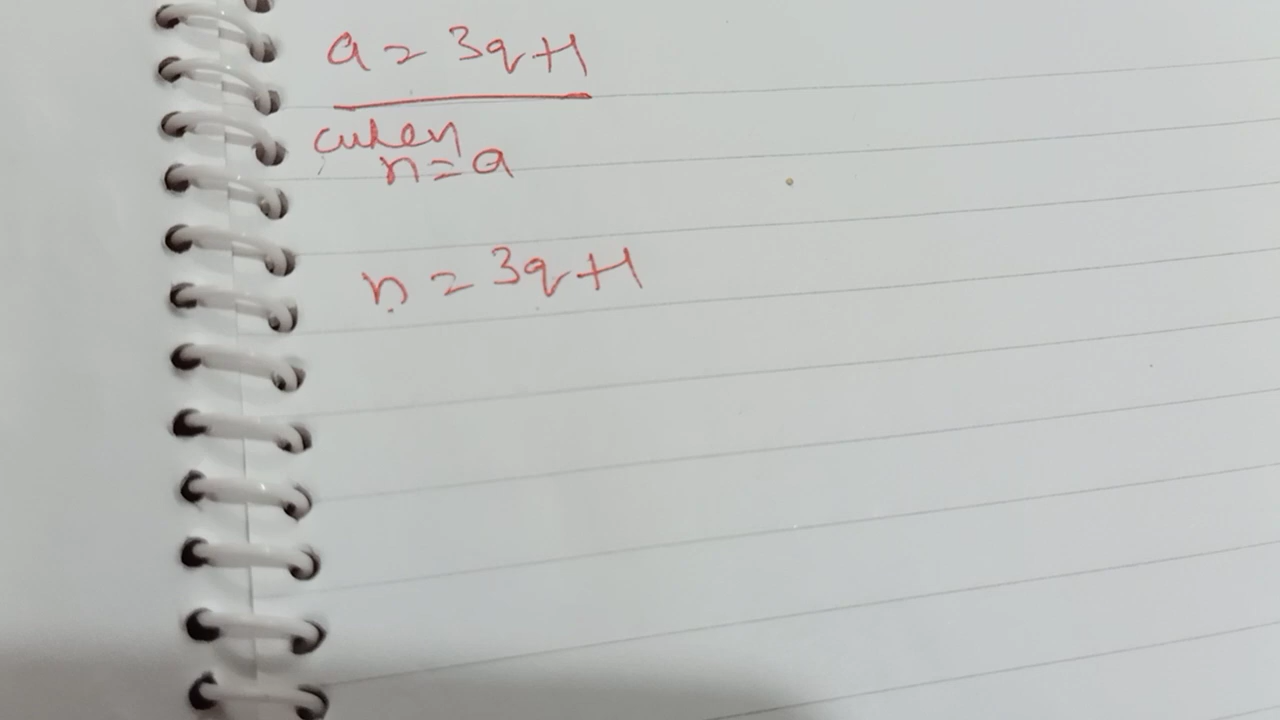 a = 3q+1
when
n = a
n = 3q+1